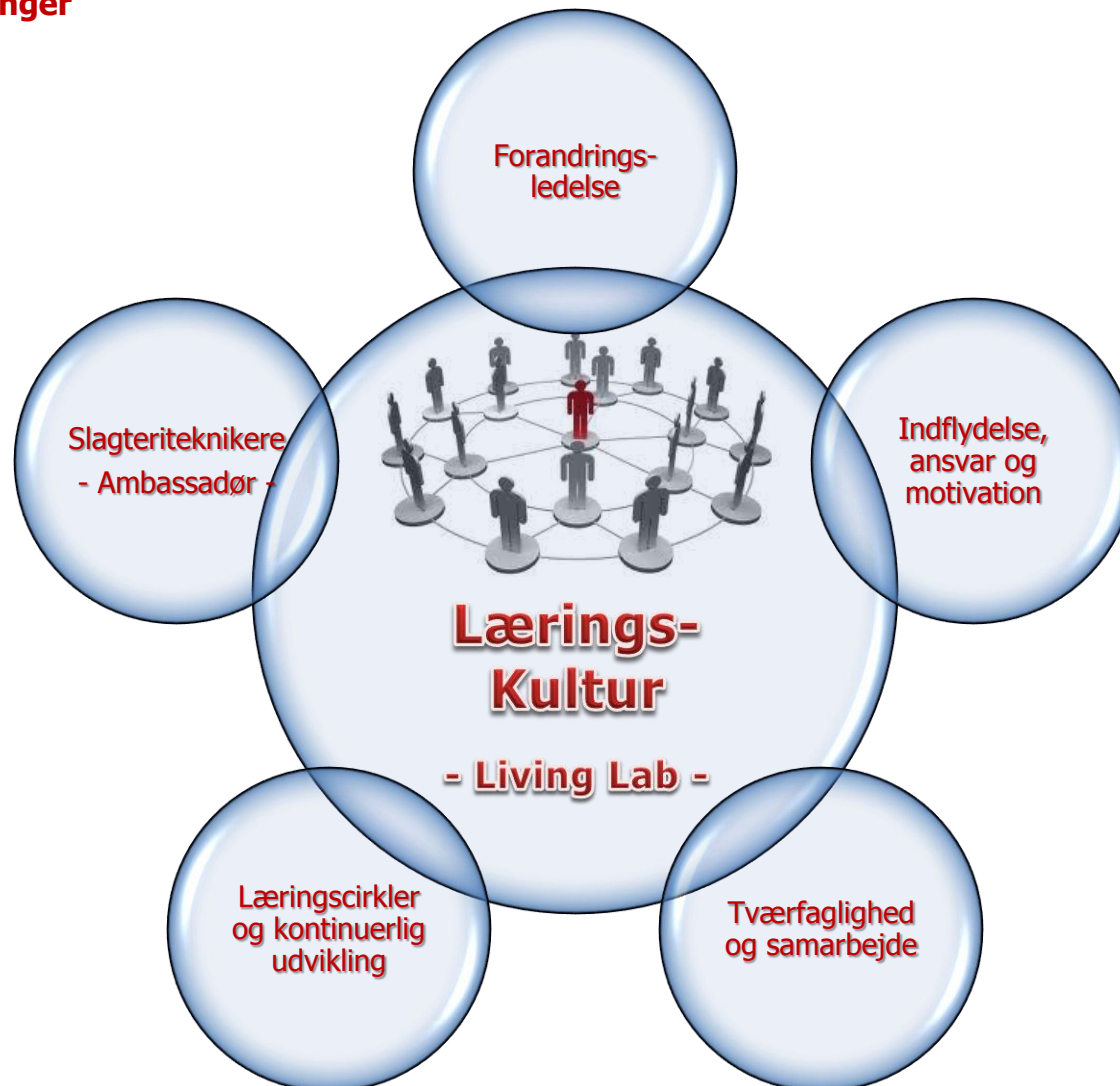 nger
Forandrings-
ledelse
Slagteriteknikere
- Ambassadør -
Indflydelse,
ansvar og
motivation
Lærings-
Kultur
- Living Lab -
Læringscirkler
og kontinuerlig
udvikling
Tværfaglighed
og samarbejde